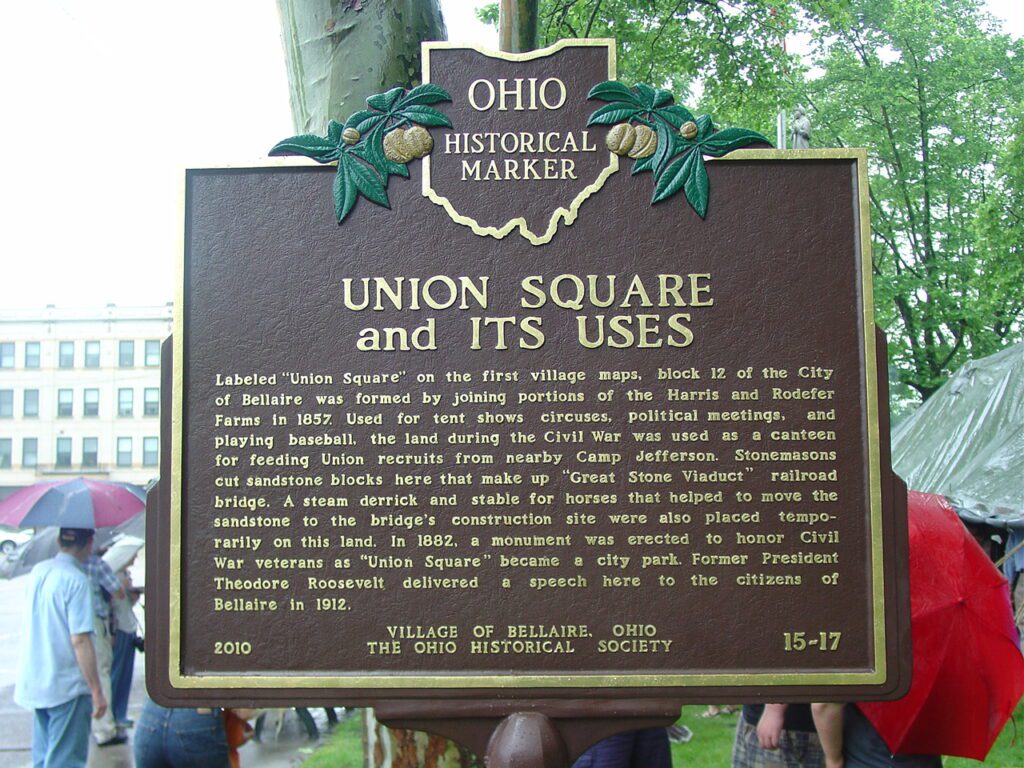 OHIO
HISTORICAL
MARKER
UNION SQUARE
and ITS USES
Labeled "Union Square" on the first village maps, block 12 of the City
of Bellaire was formed by joining portions of the Harris and Rodefer
Farms in 1857. Used for tent shows circuses, political meetings, and
playing baseball, the land during the Civil War was used as a canteen
for feeding Union recruits from nearby Camp Jefferson. Stonemasons
cut sandstone blocks here that make up "Great Stone Viaduct" railroad
bridge. A steam derrick and stable for horses that helped to move the
sandstone to the bridge's construction site were also placed tempo-
rarily on this land. In 1882, a monument was erected to honor Civil
War veterans as "Union Square" became a city park. Former President
Theodore Roosevelt delivered a speech here to the citizens of
Bellaire in 1912.
VILLAGE OF BELLAIRE, OHIO
2010 THE OHIO HISTORICAL SOCIETY 15-17